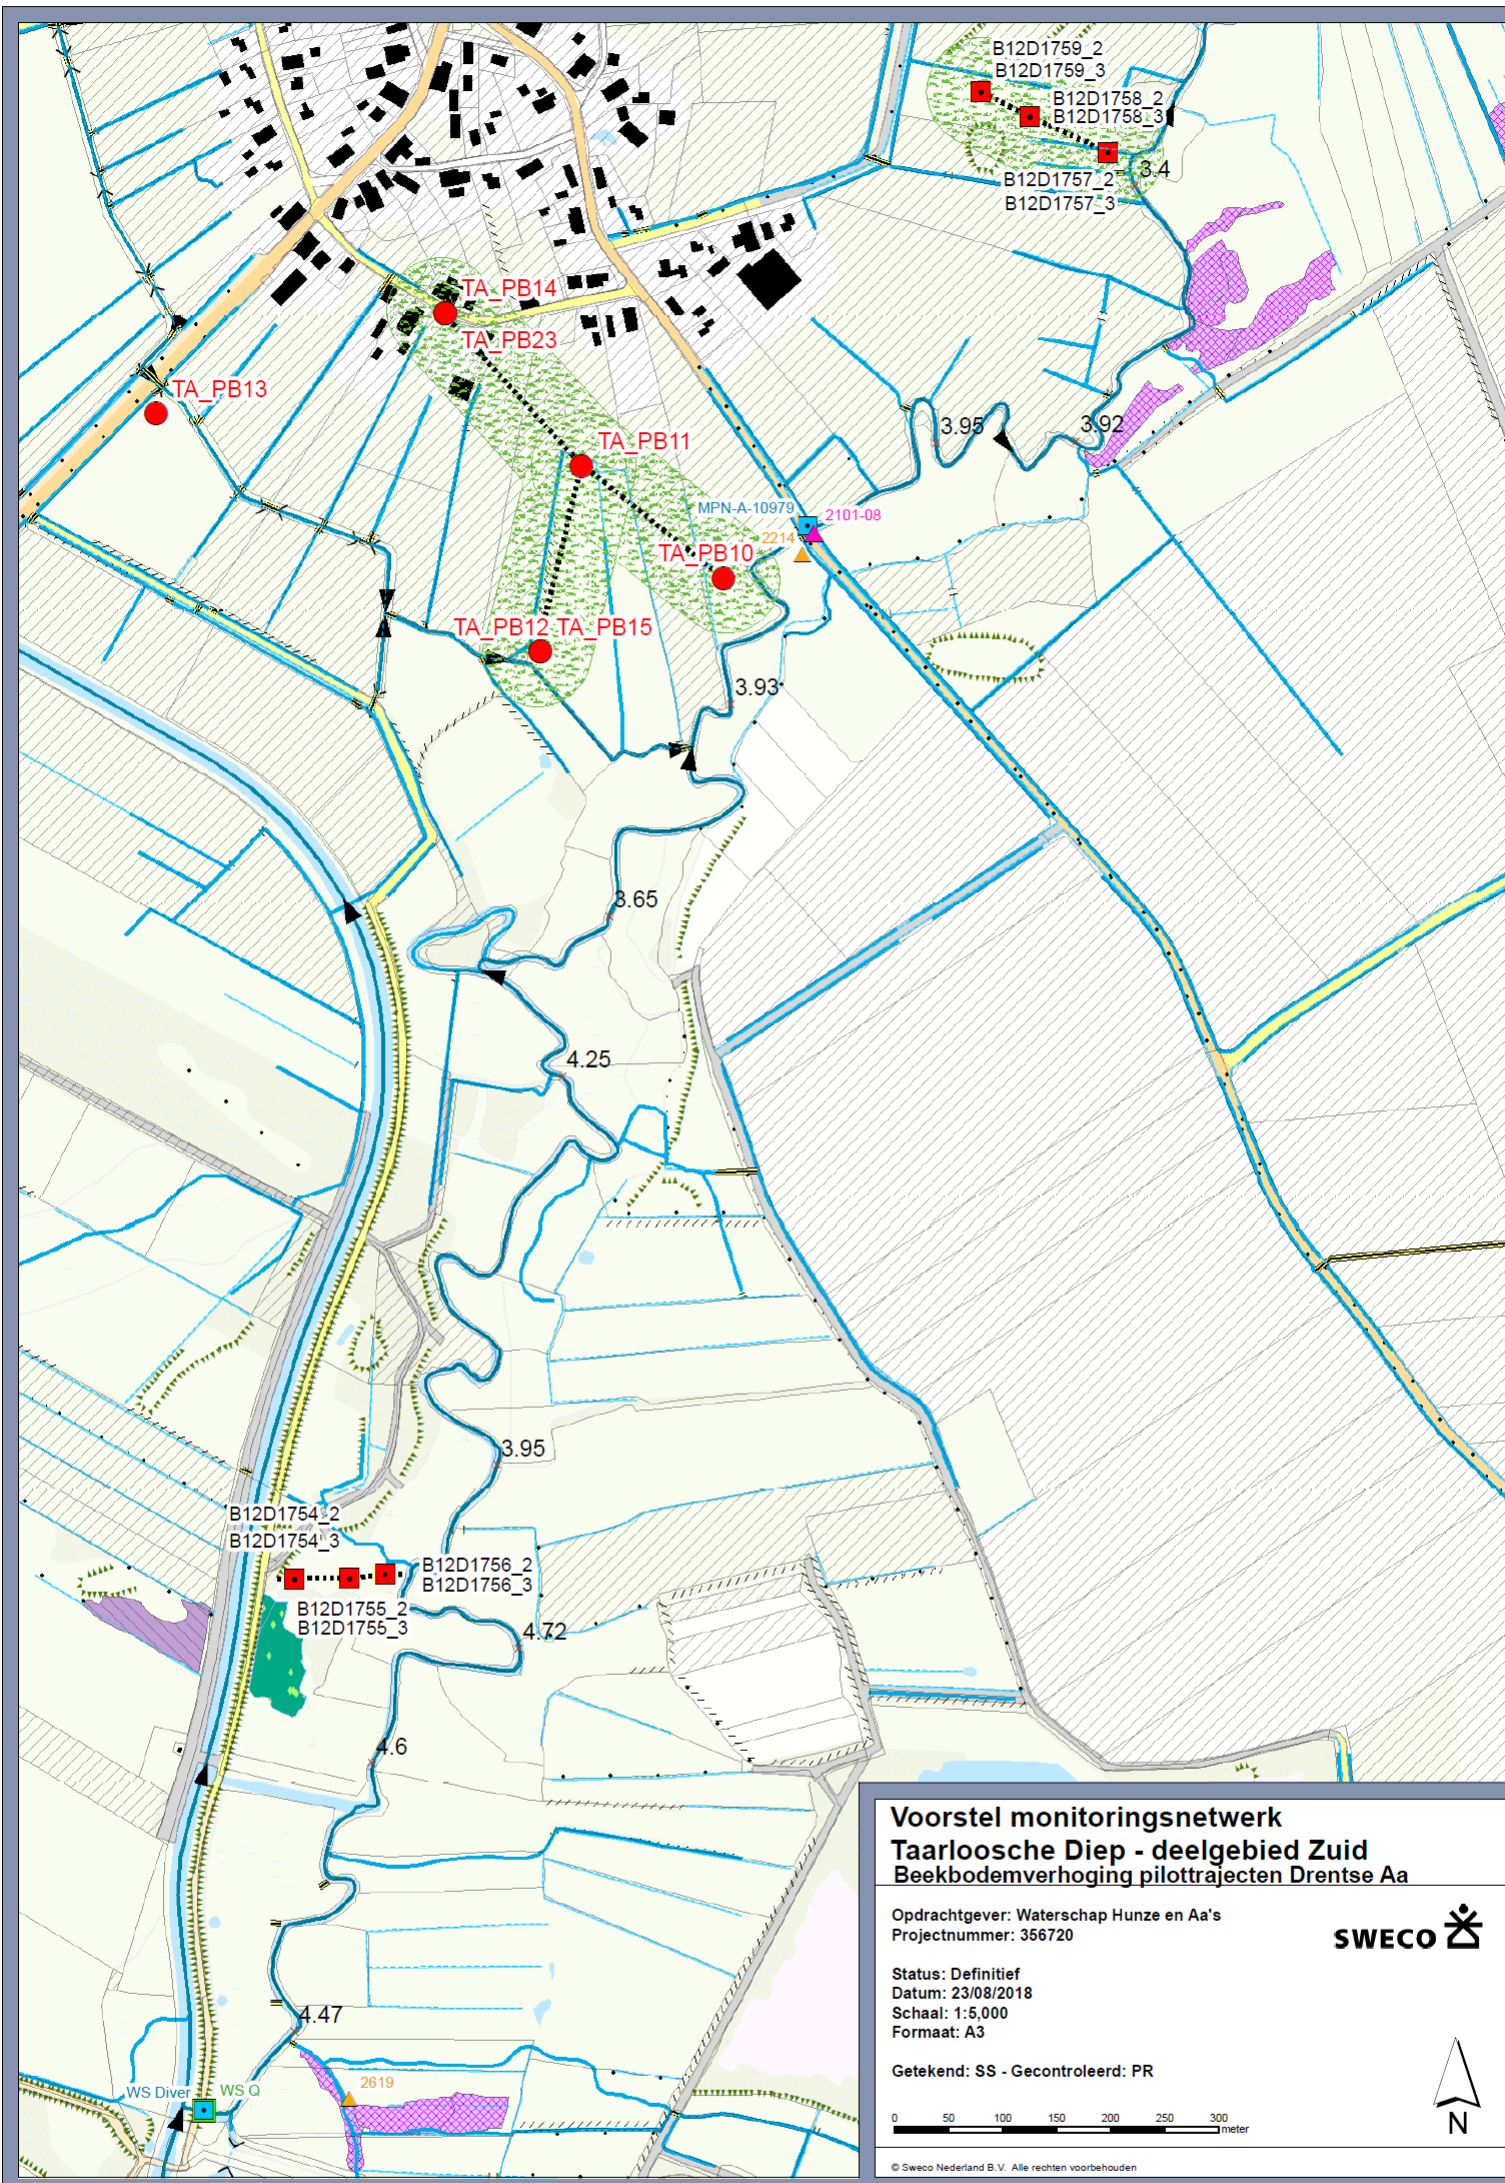 B12D1759_2
B12D1759_3
B12D1758_2
B12D1758_3
3.4
B12D1757_2
B12D1757_3
TA_PB14
TA_PB23
TA_PB13
3.95
3.92
TA_PB11
MPN-A-10979
2101-08
2214
TA_PB10
TA_PB12 TA_PB15
3.93
3.65
4.25
3.95
B12D1754_2
B12D1754_3
B12D1756_2
B12D1756_3
B12D1755_2
B12D1755_3
4.72
4.6
4.47
2619
WS Diver
WS Q
Voorstel monitoringsnetwerk
Taarloosche Diep - deelgebied Zuid
Beekbodemverhoging pilottrajecten Drentse Aa
Opdrachtgever: Waterschap Hunze en Aa's
Projectnummer: 356720
SWECO
Status: Definitief
Datum: 23/08/2018
Schaal: 1:5,000
Formaat: A3
Getekend: SS - Gecontroleerd: PR
0 50 100 150 200 250 300
meter
N
© Sweco Nederland B.V. Alle rechten voorbehouden